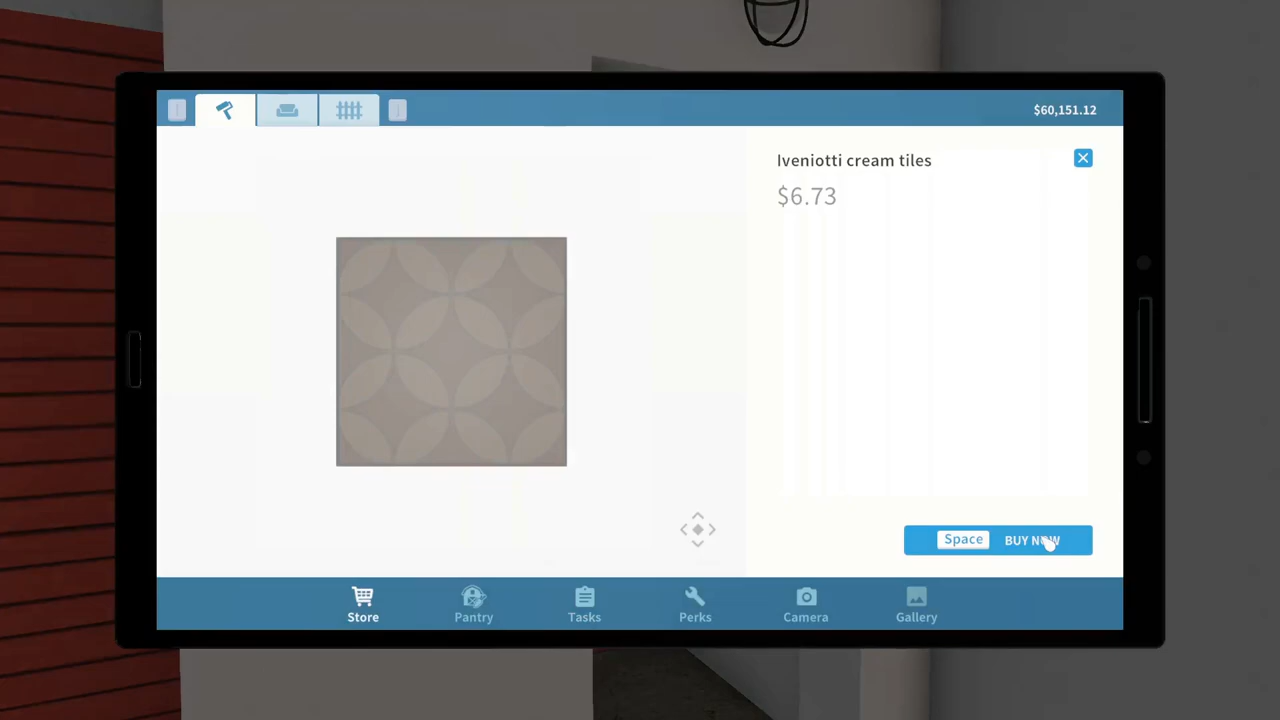 $60,151.12
Iveniotti cream tiles
$6.73
Space BUY NOW
Store
Pantry
Tasks
Perks
Camera
Gallery